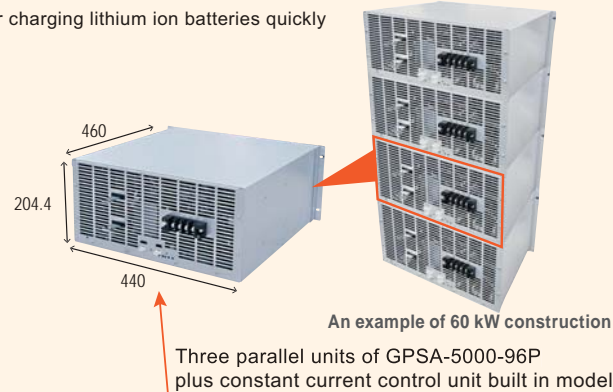 r charging lithium ion batteries quickly
460
204.4
440
An example of 60 kW construction
Three parallel units of GPSA-5000-96P
plus constant current control unit built in model